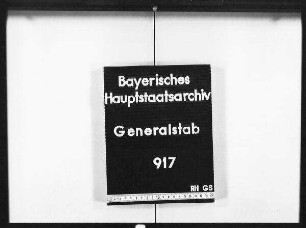 Bayerisches
Hauptstaatsarchiv
Generalstab
917
RH GS